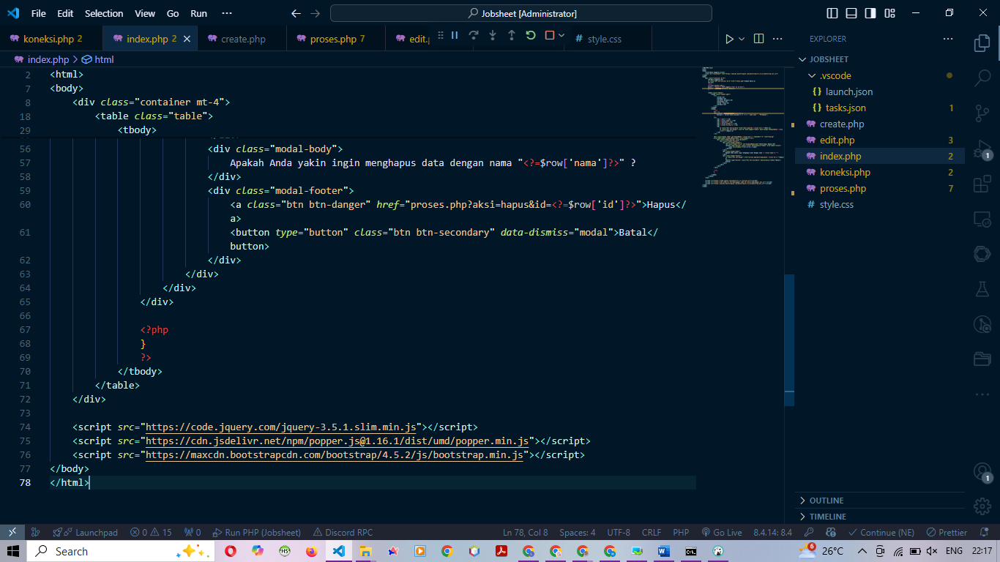 File Edit Selection View Go Run ··· Jobsheet [Administrator]
koneksi.php 2 index.php 2 create.php proses.php 7 edit.p style.css
index.php > html
2 <html>
7 <body>
8 <div class="container mt-4">
18 <table class="table">
29 <tbody>
56 <div class="modal-body">
57 Apakah Anda yakin ingin menghapus data dengan nama "<?=$row['nama']?>" ?
58 </div>
59 <div class="modal-footer">
60 <a class="btn btn-danger" href="proses.php?aksi=hapus&id=<?=$row['id']?>">Hapus</
a>
61 <button type="button" class="btn btn-secondary" data-dismiss="modal">Batal</
button>
62 </div>
63 </div>
64 </div>
65 </div>
66
67 <?php
68 }
69 ?>
70 </tbody>
71 </table>
72 </div>
73
74 <script src="https://code.jquery.com/jquery-3.5.1.slim.min.js"></script>
75 <script src="https://cdn.jsdelivr.net/npm/popper.js@1.16.1/dist/umd/popper.min.js"></script>
76 <script src="https://maxcdn.bootstrapcdn.com/bootstrap/4.5.2/js/bootstrap.min.js"></script>
77 </body>
78 </html>
EXPLORER
JOBSHEET
.vscode
launch.json
tasks.json 1
create.php
edit.php 3
index.php 2
koneksi.php 2
proses.php 7
style.css
OUTLINE
TIMELINE
1
1
Launchpad 0 15 0 Run PHP (Jobsheet) Discord RPC Ln 78, Col 8 Spaces: 4 UTF-8 CRLF PHP Go Live 8.4.14: 8.4 Continue (NE) Prettier
Search 6 26°C ENG 22:17